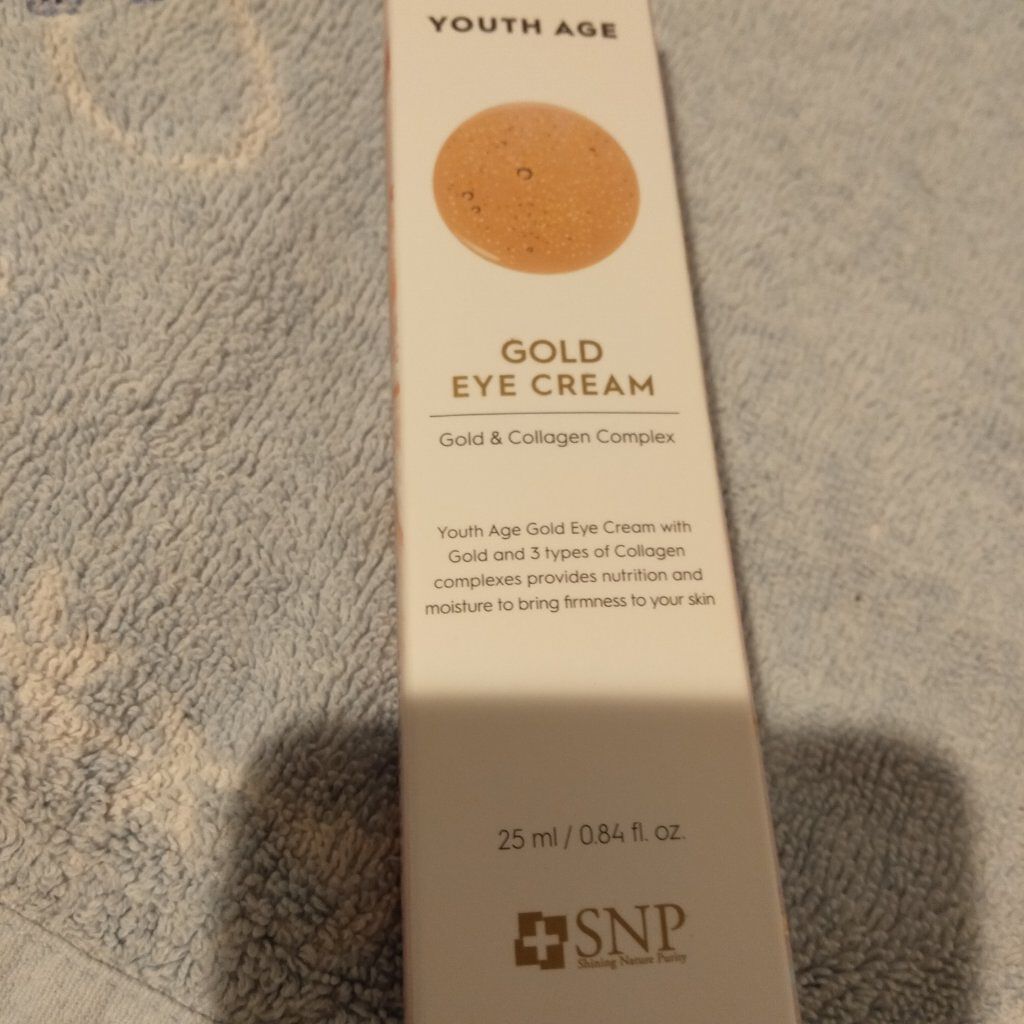 YOUTH AGE
GOLD
EYE CREAM
Gold & Collagen Complex
Youth Age Gold Eye Cream with
Gold and 3 types of Collagen
complexes provides nutrition and
moisture to bring firmness to your skin
25 ml / 0.84 fl. oz.
SNP
Shining Nature Purity